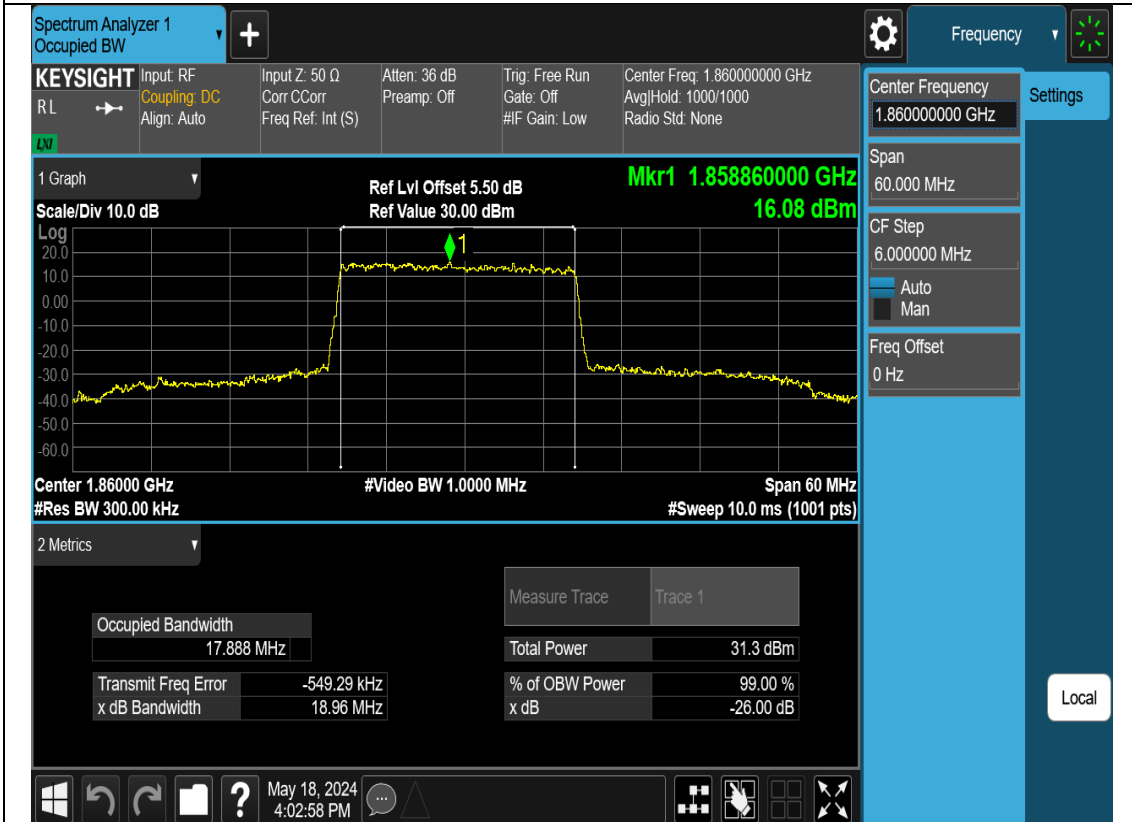 Spectrum Analyzer 1
Occupied BW
Frequency
KEYSIGHT
RL
LXI
Input: RF
Coupling: DC
Align: Auto
Input Z: 50 Ω
Corr CCorr
Freq Ref: Int (S)
Atten: 36 dB
Preamp: Off
Trig: Free Run
Gate: Off
#IF Gain: Low
Center Freq: 1.860000000 GHz
Avg|Hold: 1000/1000
Radio Std: None
Center Frequency
1.860000000 GHz
Settings
Span
60.000 MHz
CF Step
6.000000 MHz
Auto
Man
Freq Offset
0 Hz
Local
1 Graph
Scale/Div 10.0 dB
Ref Lvl Offset 5.50 dB
Ref Value 30.00 dBm
Mkr1 1.858860000 GHz
16.08 dBm
Log
1
20.0
10.0
0.00
-10.0
-20.0
-30.0
-40.0
-50.0
-60.0
Center 1.86000 GHz
#Video BW 1.0000 MHz
Span 60 MHz
#Res BW 300.00 kHz
#Sweep 10.0 ms (1001 pts)
2 Metrics
Measure Trace
Trace 1
Occupied Bandwidth
17.888 MHz
Total Power
31.3 dBm
Transmit Freq Error
-549.29 kHz
% of OBW Power
99.00 %
x dB Bandwidth
18.96 MHz
x dB
-26.00 dB
May 18, 2024
4:02:58 PM